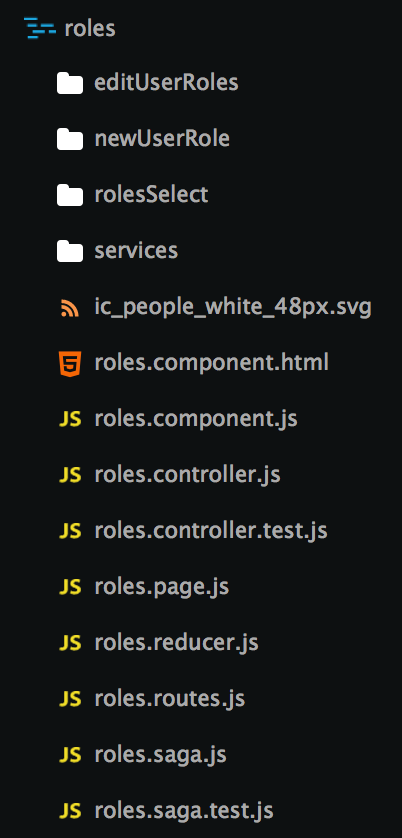 roles
editUserRoles
newUserRole
rolesSelect
services
ic_people_white_48px.svg
5 roles.component.html
JS roles.component.js
JS roles.controller.js
JS roles.controller.test.js
JS roles.page.js
JS roles.reducer.js
JS roles.routes.js
JS roles.saga.js
JS roles.saga.test.js